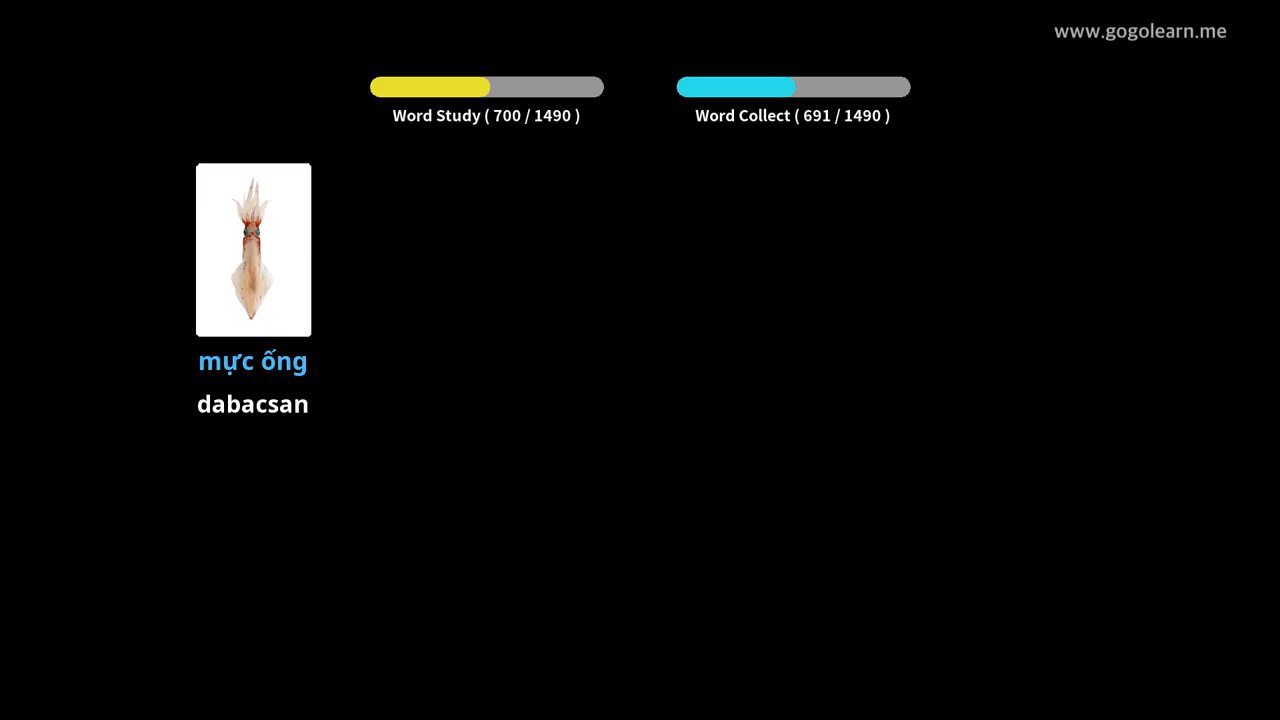 www.gogolearn.me
Word Study ( 700 / 1490 )
Word Collect ( 691 / 1490 )
mực ống
dabacsan